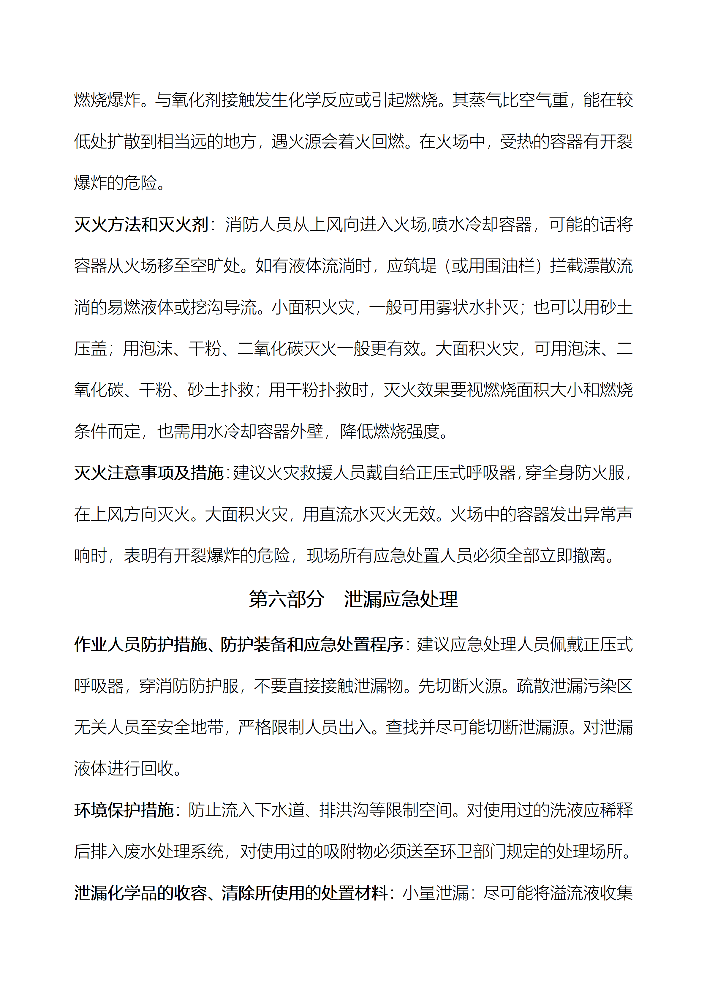 燃烧爆炸。与氧化剂接触发生化学反应或引起燃烧。其蒸气比空气重，能在较
低处扩散到相当远的地方，遇火源会着火回燃。在火场中，受热的容器有开裂
爆炸的危险。
灭火方法和灭火剂：消防人员从上风向进入火场,喷水冷却容器，可能的话将
容器从火场移至空旷处。如有液体流淌时，应筑堤（或用围油栏）拦截漂散流
淌的易燃液体或挖沟导流。小面积火灾，一般可用雾状水扑灭；也可以用砂土
压盖；用泡沫、干粉、二氧化碳灭火一般更有效。大面积火灾，可用泡沫、二
氧化碳、干粉、砂土扑救；用干粉扑救时，灭火效果要视燃烧面积大小和燃烧
条件而定，也需用水冷却容器外壁，降低燃烧强度。
灭火注意事项及措施：建议火灾救援人员戴自给正压式呼吸器，穿全身防火服，
在上风方向灭火。大面积火灾，用直流水灭火无效。火场中的容器发出异常声
响时，表明有开裂爆炸的危险，现场所有应急处置人员必须全部立即撤离。
第六部分　泄漏应急处理
作业人员防护措施、防护装备和应急处置程序：建议应急处理人员佩戴正压式
呼吸器，穿消防防护服，不要直接接触泄漏物。先切断火源。疏散泄漏污染区
无关人员至安全地带，严格限制人员出入。查找并尽可能切断泄漏源。对泄漏
液体进行回收。
环境保护措施：防止流入下水道、排洪沟等限制空间。对使用过的洗液应稀释
后排入废水处理系统，对使用过的吸附物必须送至环卫部门规定的处理场所。
泄漏化学品的收容、清除所使用的处置材料：小量泄漏：尽可能将溢流液收集